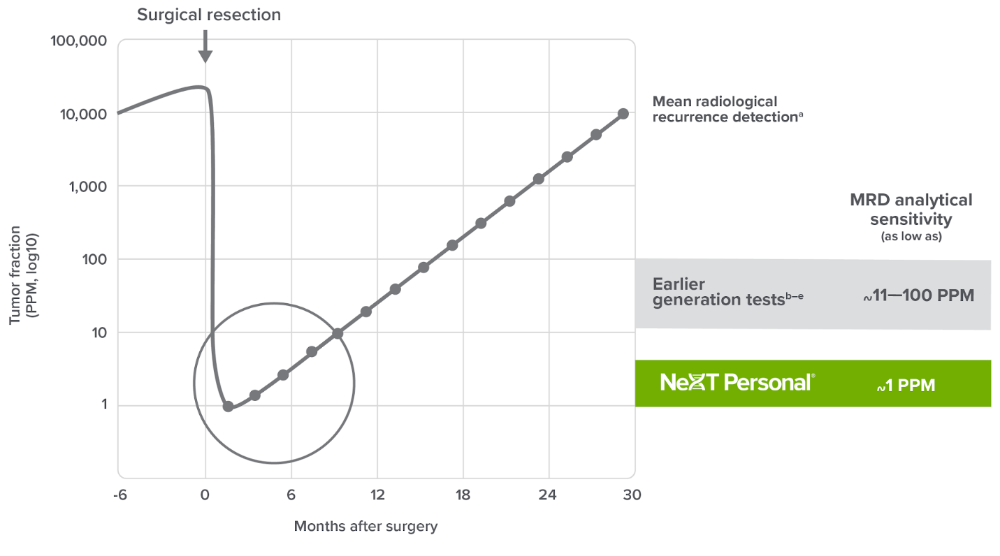 Surgical resection
100,000
10,000
1,000
100
10
1
Tumor fraction
(PPM, log10)
-6
0
6
12
18
24
30
Months after surgery
Mean radiological
recurrence detectionᵃ
MRD analytical
sensitivity
(as low as)
Earlier
generation testsᵇ⁻ᵉ
~11—100 PPM
NeXT Personal®
~1 PPM